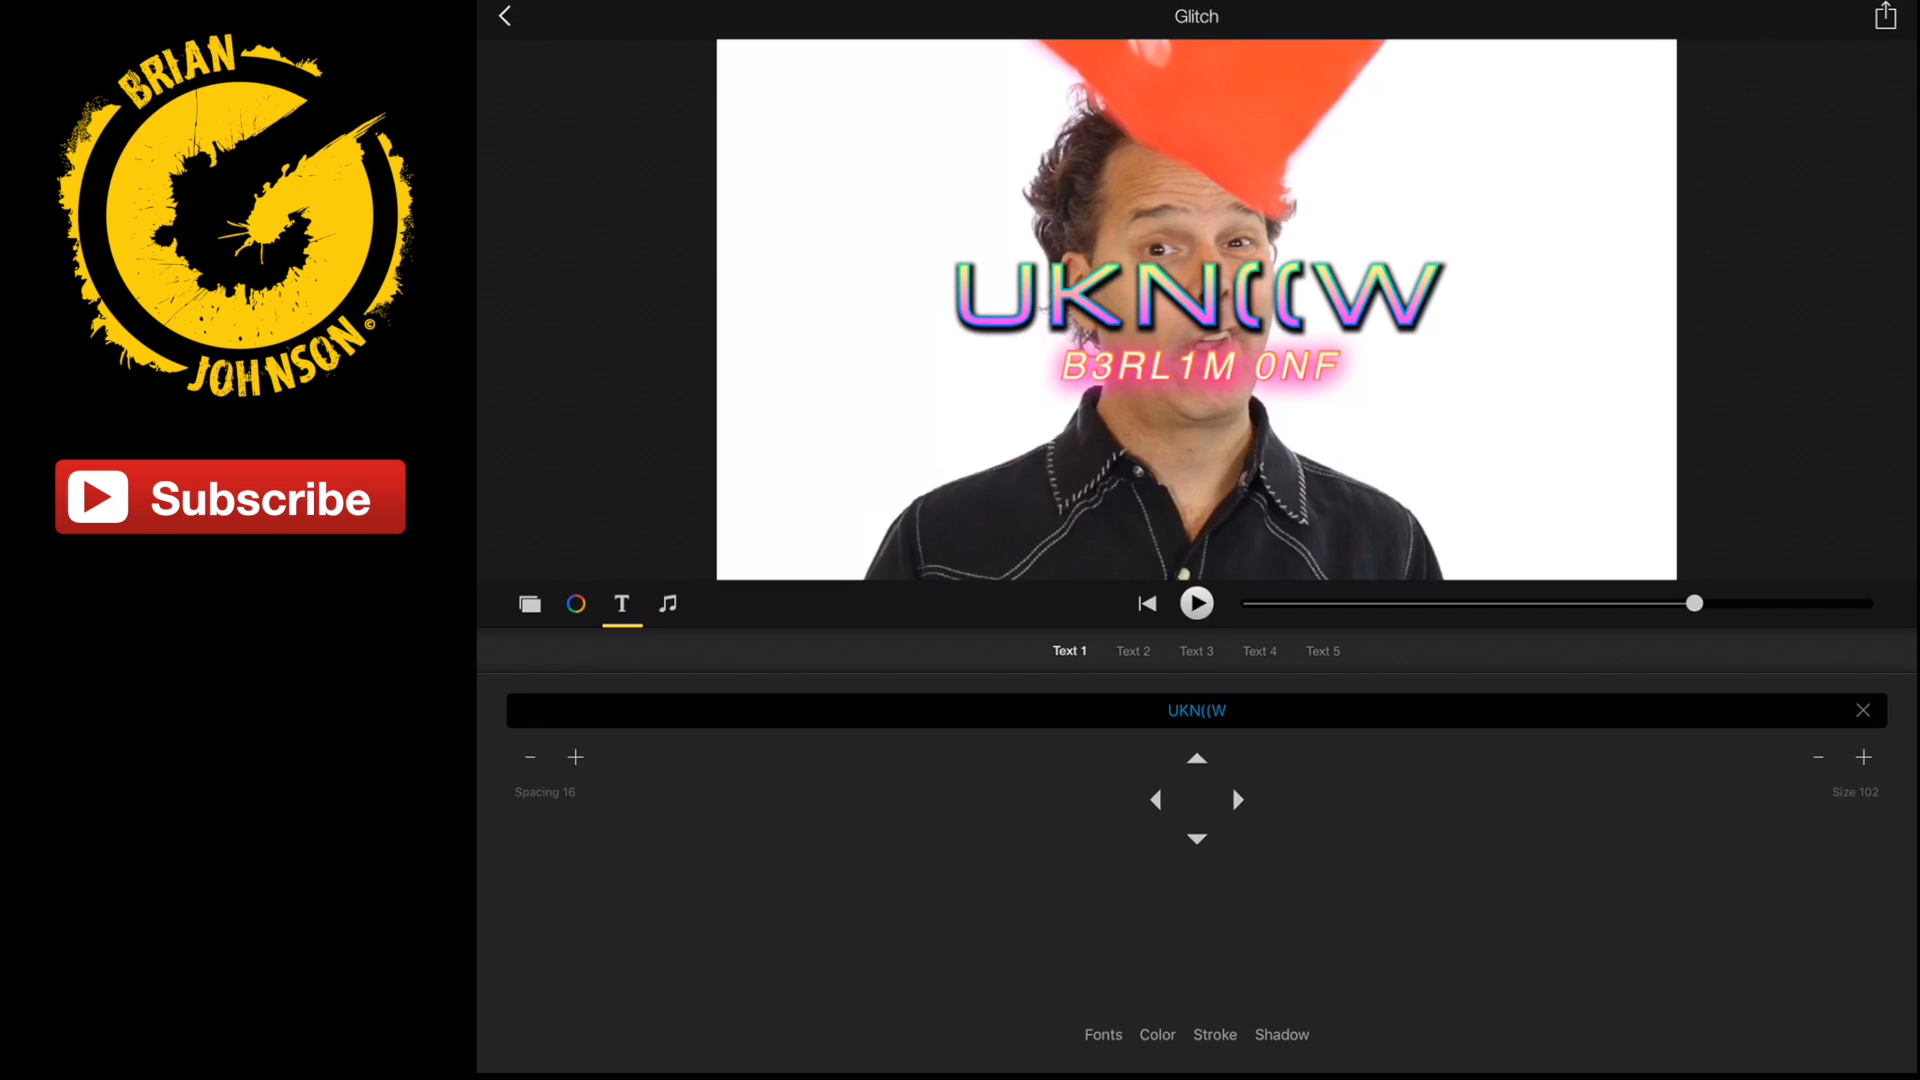 BRIAN
JOHNSON
©
Subscribe
Glitch
UKN((W
B3RL1M 0NF
T
Text 1 Text 2 Text 3 Text 4 Text 5
UKN((W
Spacing 16
Size 102
Fonts Color Stroke Shadow